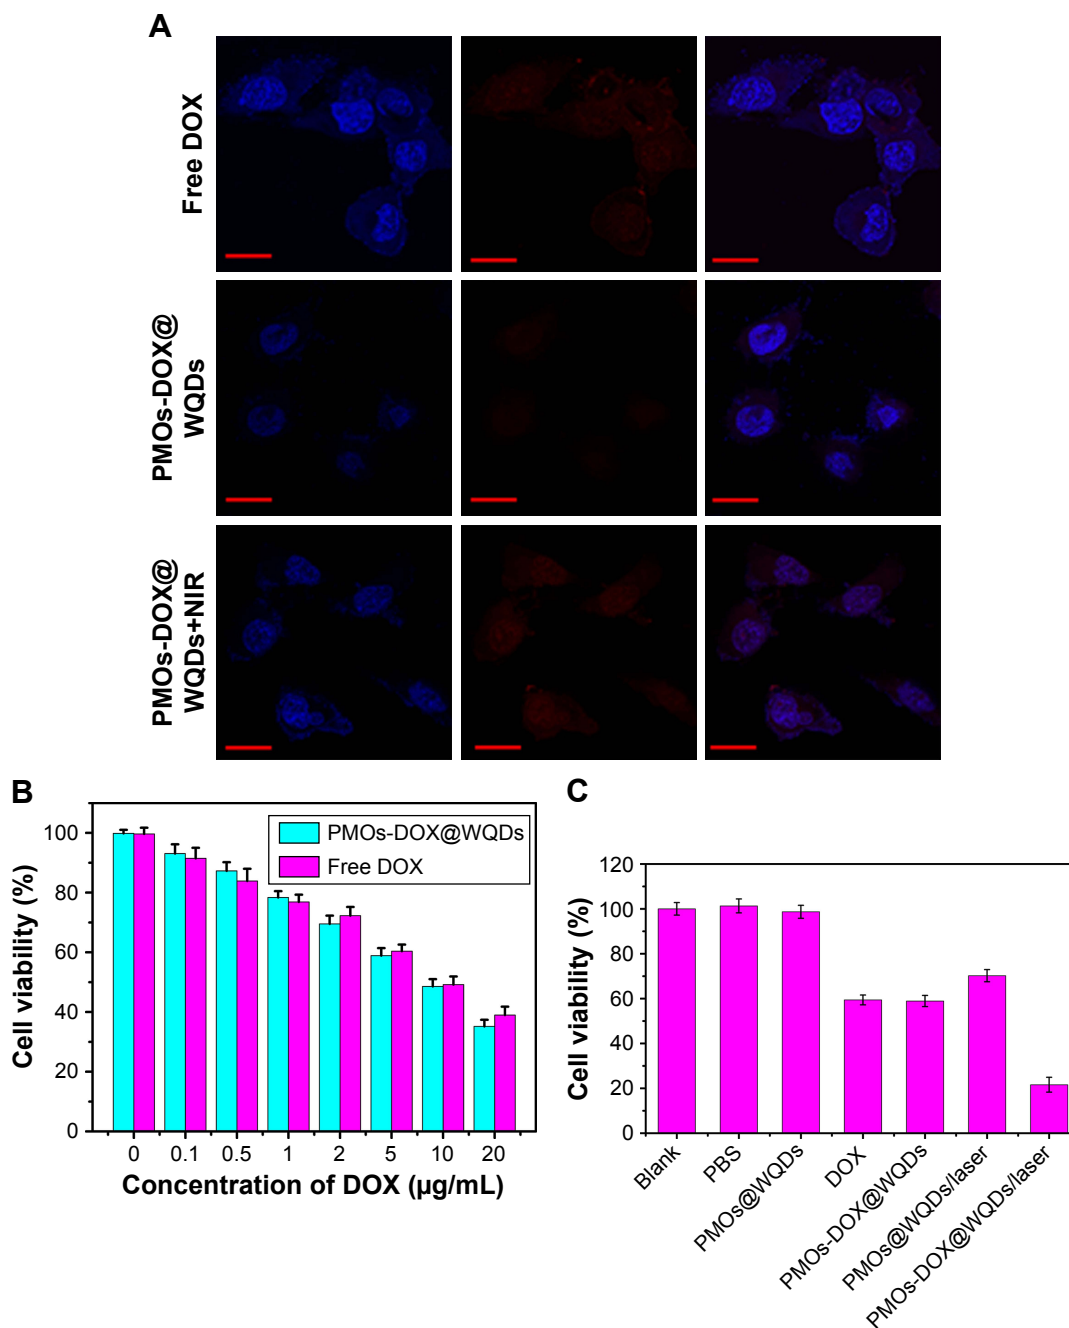 A
Free DOX
PMOs-DOX@
WQDs
PMOs-DOX@
WQDs+NIR
B
Cell viability (%)
100
80
60
40
20
0
PMOs-DOX@WQDs
Free DOX
0 0.1 0.5 1 2 5 10 20
Concentration of DOX (µg/mL)
C
Cell viability (%)
120
100
80
60
40
20
0
Blank
PBS
PMOs@WQDs
DOX
PMOs-DOX@WQDs
PMOs@WQDs/laser
PMOs-DOX@WQDs/laser